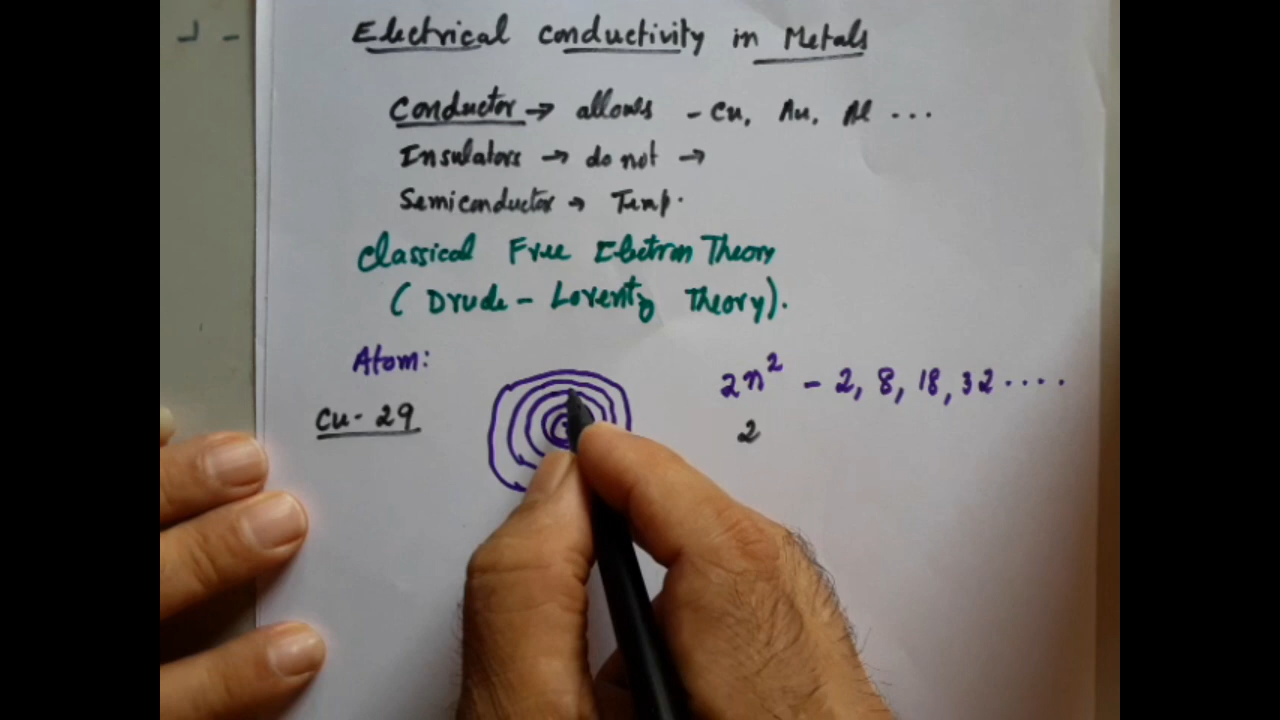 Electrical conductivity in Metals
Conductor → allows - Cu, Au, Al ...
Insulators → do not →
Semiconductor → Temp.
Classical Free Electron Theory
( Drude - Lorentz Theory).
Atom:
2n² - 2, 8, 18, 32 ....
Cu - 29
2